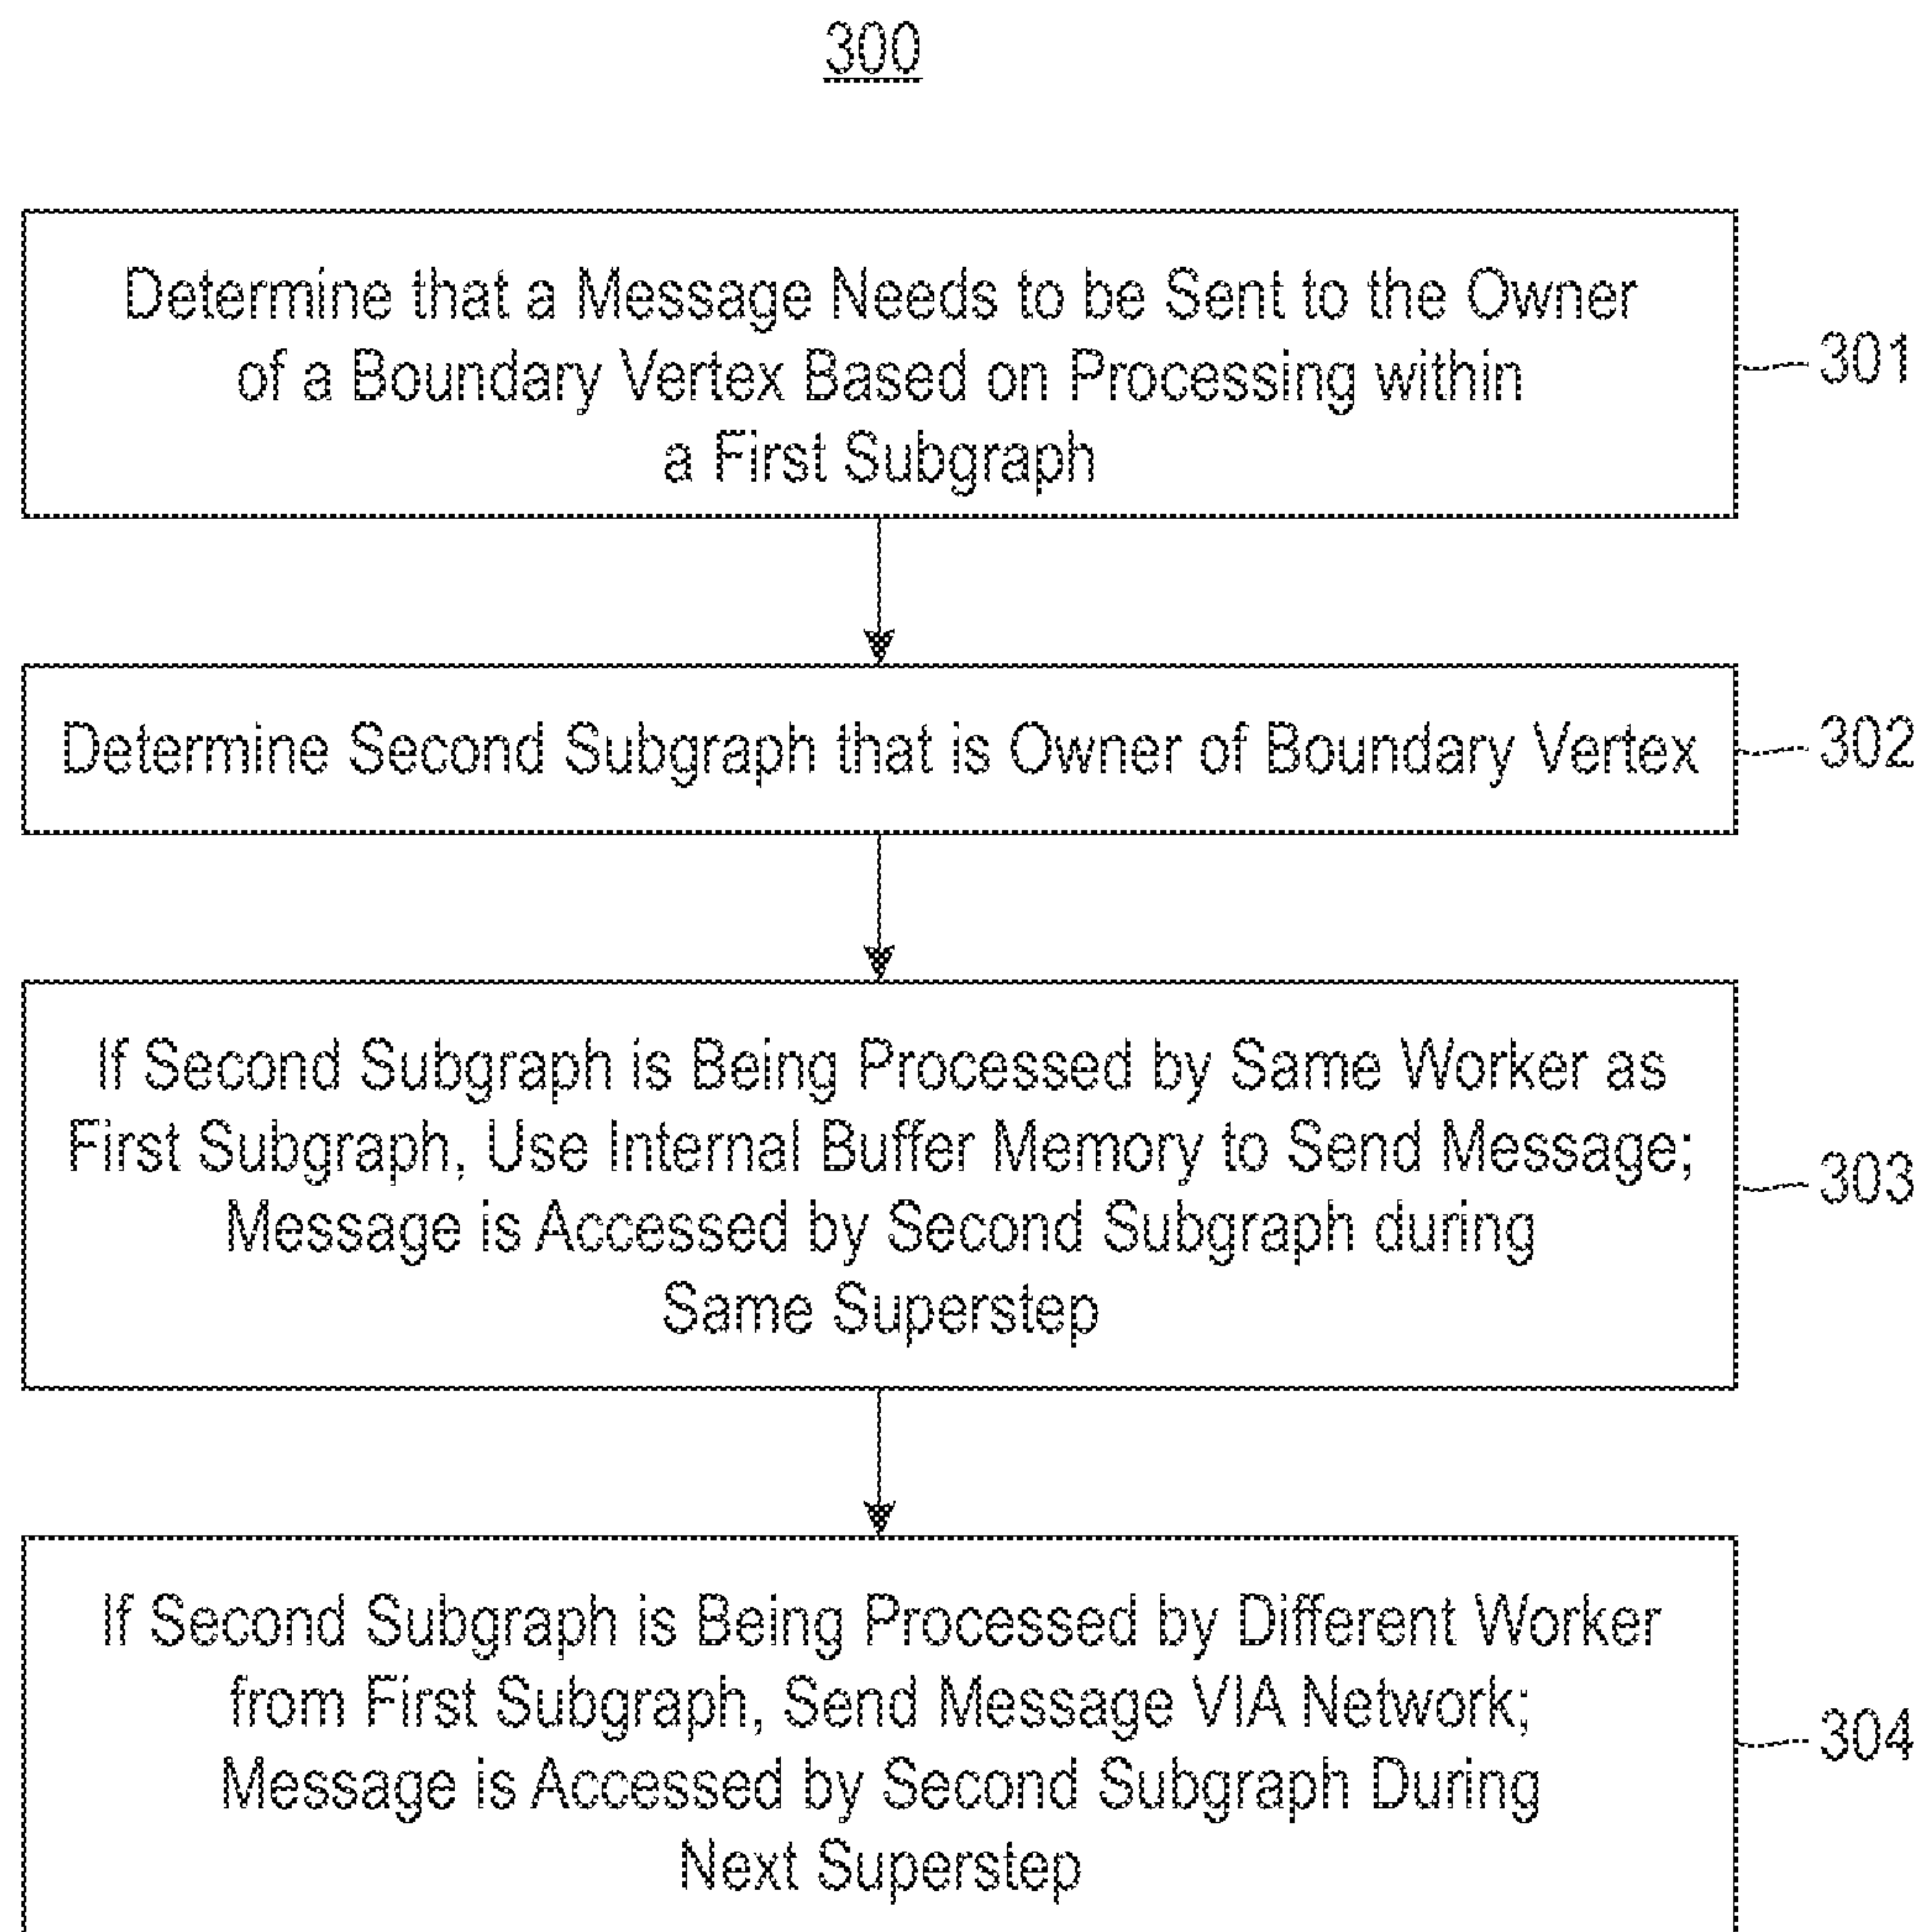 300
Determine that a Message Needs to be Sent to the Owner
of a Boundary Vertex Based on Processing within
a First Subgraph
301
Determine Second Subgraph that is Owner of Boundary Vertex
302
If Second Subgraph is Being Processed by Same Worker as
First Subgraph, Use Internal Buffer Memory to Send Message;
Message is Accessed by Second Subgraph during
Same Superstep
303
If Second Subgraph is Being Processed by Different Worker
from First Subgraph, Send Message VIA Network;
Message is Accessed by Second Subgraph During
Next Superstep
304